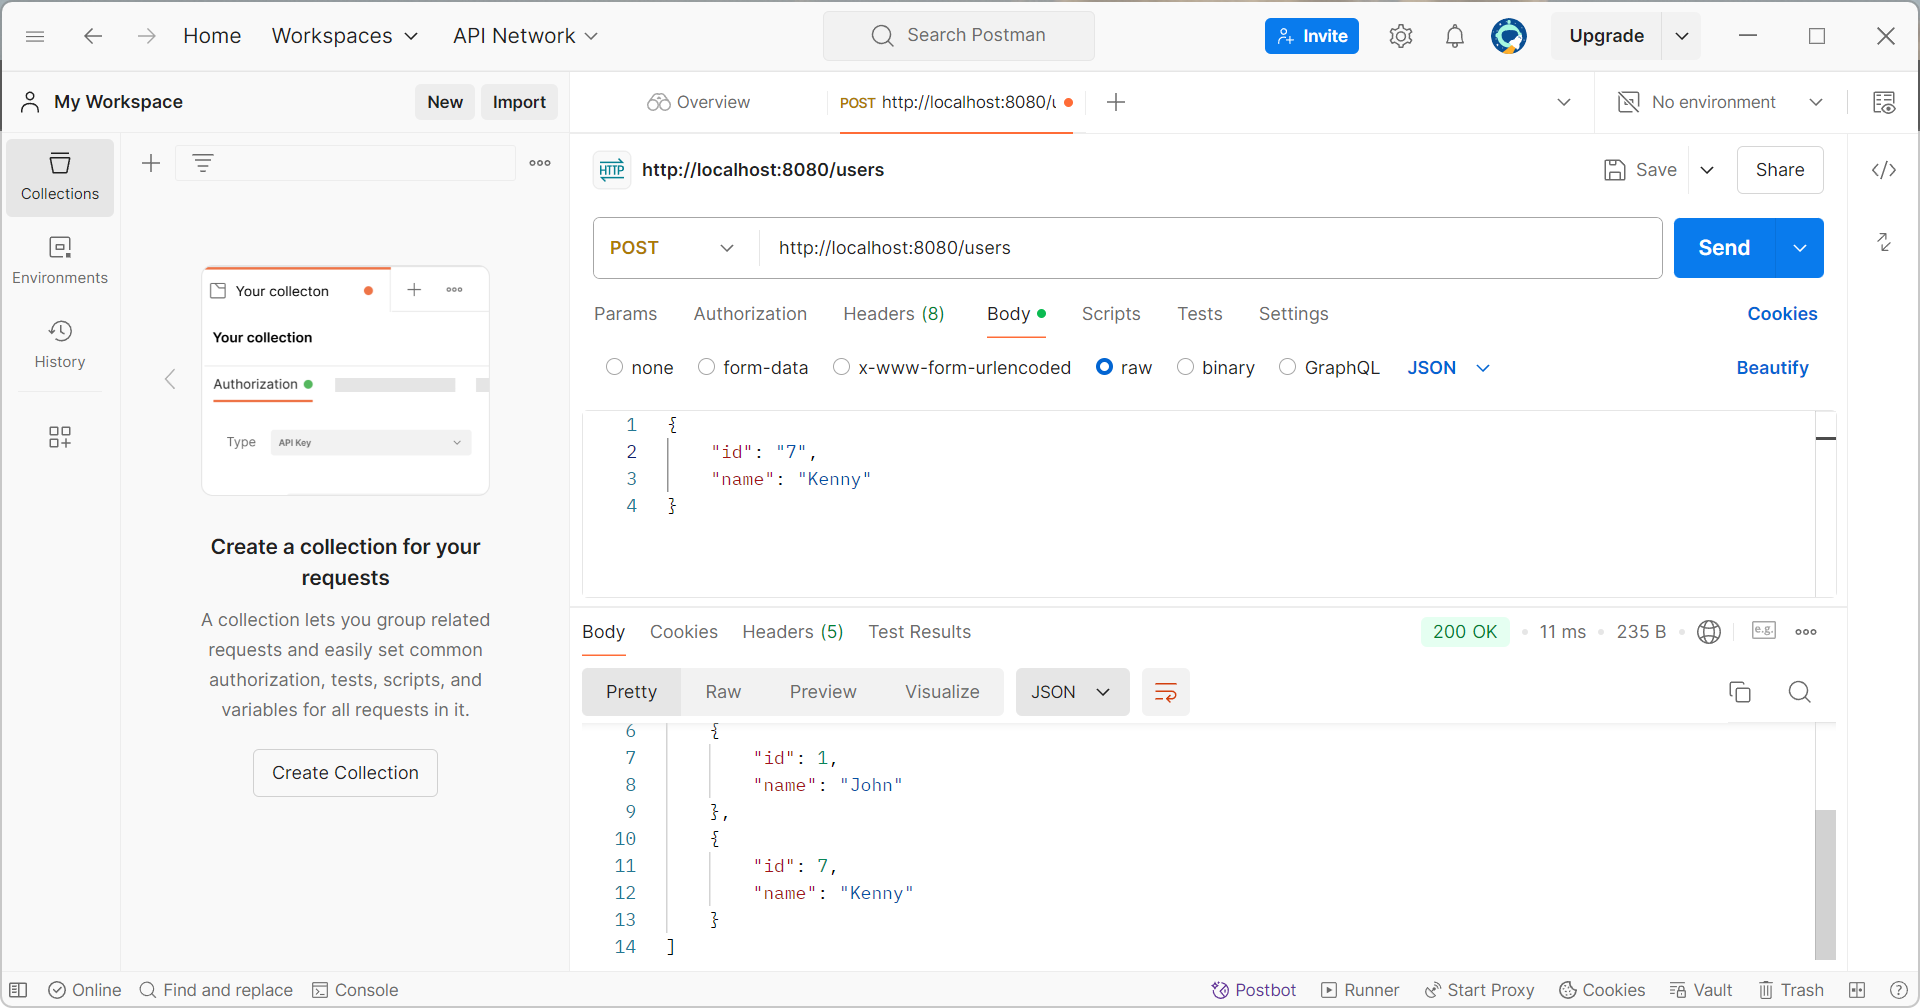 Home
Workspaces
API Network
Search Postman
Invite
Upgrade
My Workspace
New
Import
Overview
POST http://localhost:8080/u
No environment
Collections
Environments
History
Your collecton
Your collection
Authorization
Type
API Key
Create a collection for your
requests
A collection lets you group related
requests and easily set common
authorization, tests, scripts, and
variables for all requests in it.
Create Collection
HTTP
http://localhost:8080/users
Save
Share
POST
http://localhost:8080/users
Send
Params
Authorization
Headers (8)
Body
Scripts
Tests
Settings
Cookies
none
form-data
x-www-form-urlencoded
raw
binary
GraphQL
JSON
Beautify
1 {
2 "id": "7",
3 "name": "Kenny"
4 }
Body
Cookies
Headers (5)
Test Results
200 OK
11 ms
235 B
e.g.
Pretty
Raw
Preview
Visualize
JSON
6 {
7 "id": 1,
8 "name": "John"
9 },
10 {
11 "id": 7,
12 "name": "Kenny"
13 }
14 ]
Online
Find and replace
Console
Postbot
Runner
Start Proxy
Cookies
Vault
Trash